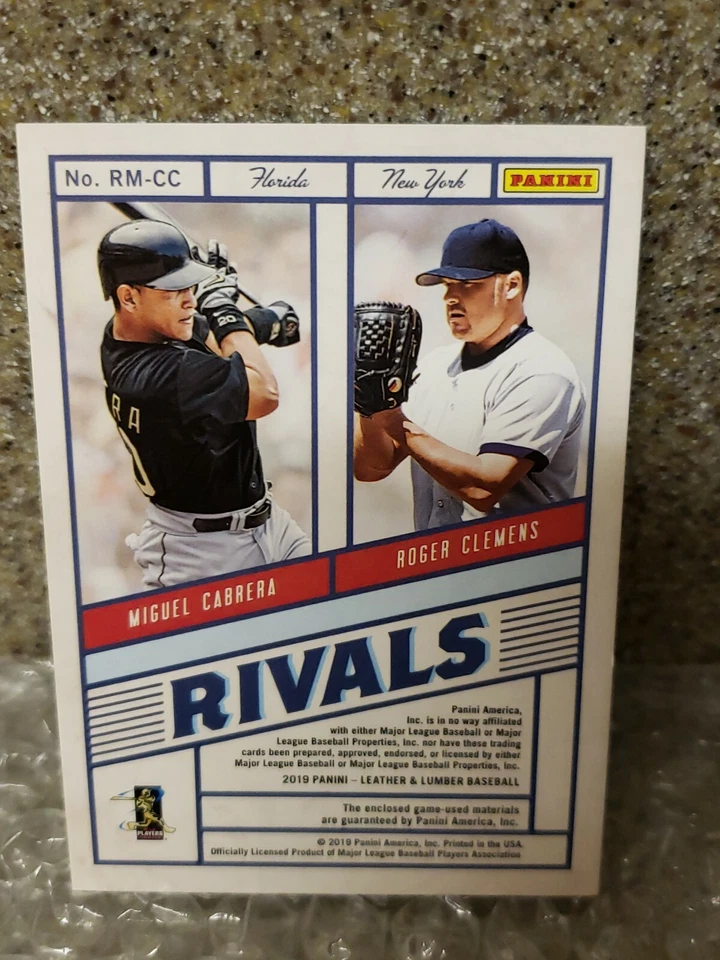 No. RM-CC
Florida
New York
PANINI
20
RA
0
MIGUEL CABRERA
ROGER CLEMENS
RIVALS
Panini America,
Inc. is in no way affiliated
with either Major League Baseball or Major
League Baseball Properties, Inc. nor have these trading
cards been prepared, approved, endorsed, or licensed by either
Major League Baseball or Major League Baseball Properties, Inc.
2019 PANINI – LEATHER & LUMBER BASEBALL
The enclosed game-used materials
are guaranteed by Panini America, Inc.
PLAYERS
© 2019 Panini America, Inc. Printed in the USA.
Officially Licensed Product of Major League Baseball Players Association